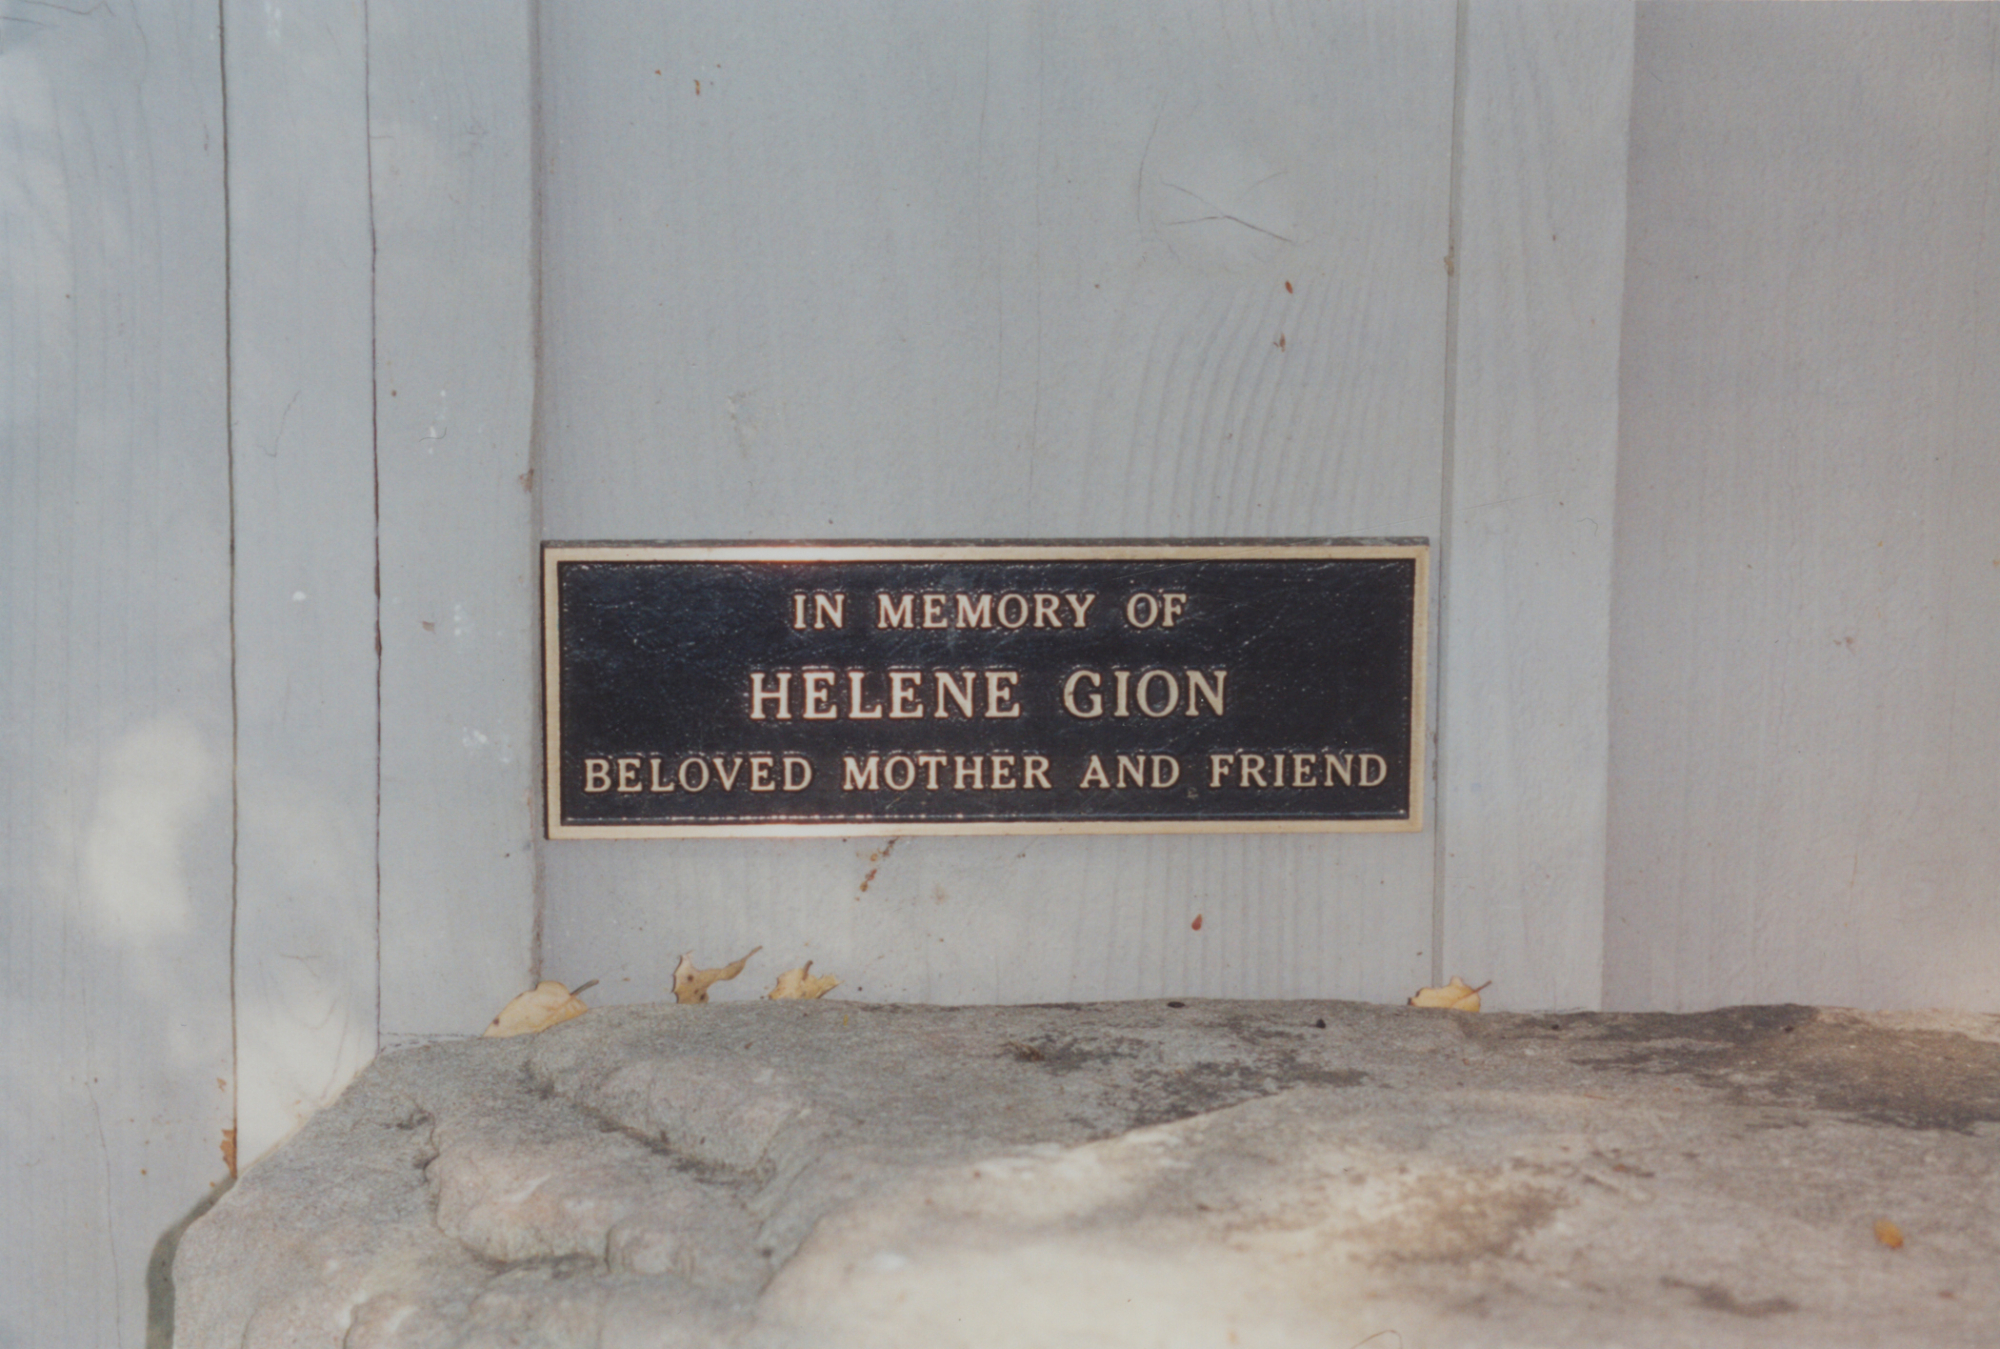 IN MEMORY OF
HELENE GION
BELOVED MOTHER AND FRIEND